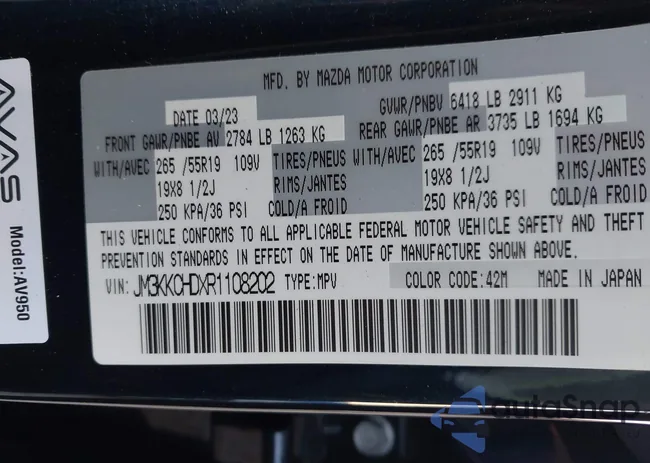 AVAS
Model:AV950
MFD. BY MAZDA MOTOR CORPORATION
DATE 03/23
GVWR/PNBV 6418 LB 2911 KG
FRONT GAWR/PNBE AV 2784 LB 1263 KG
REAR GAWR/PNBE AR 3735 LB 1694 KG
WITH/AVEC 265 /55R19 109V TIRES/PNEUS WITH/AVEC 265 /55R19 109V TIRES/PNEUS
19X8 1/2J RIMS/JANTES 19X8 1/2J RIMS/JANTES
250 KPA/36 PSI COLD/A FROID 250 KPA/36 PSI COLD/A FROID
THIS VEHICLE CONFORMS TO ALL APPLICABLE FEDERAL MOTOR VEHICLE SAFETY AND THEFT
PREVENTION STANDARDS IN EFFECT ON THE DATE OF MANUFACTURE SHOWN ABOVE.
VIN: JM3KKCHDXR1108202 TYPE:MPV COLOR CODE:42M MADE IN JAPAN
autoSnap